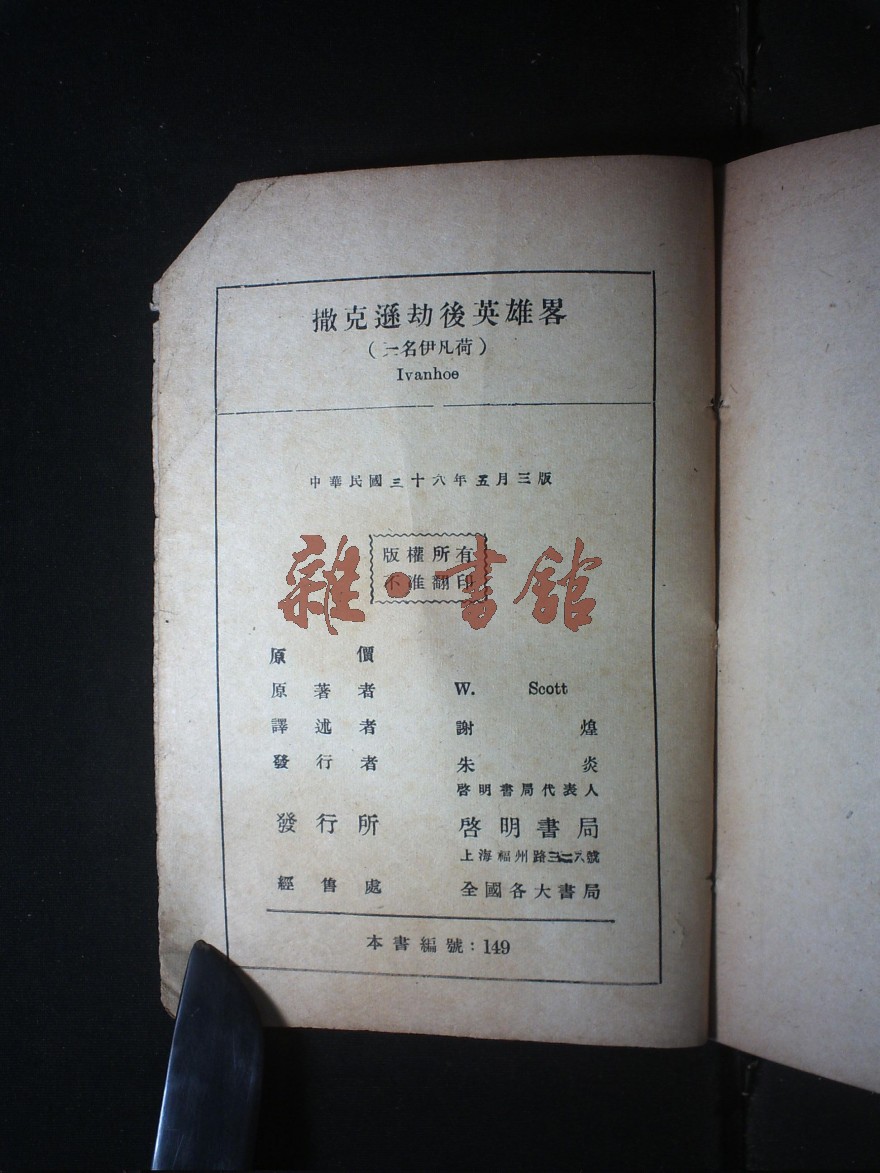 撒克遜劫後英雄畧
(一名伊凡荷)
Ivanhoe
中華民國三十六年五月三版
版權所有
不准翻印
雜·書館
原價
原著者 W. Scott
譯述者 謝煌
發行者 朱炎
啓明書局代表人
發行所 啓明書局
上海福州路三二八號
經售處 全國各大書局
本書編號：149